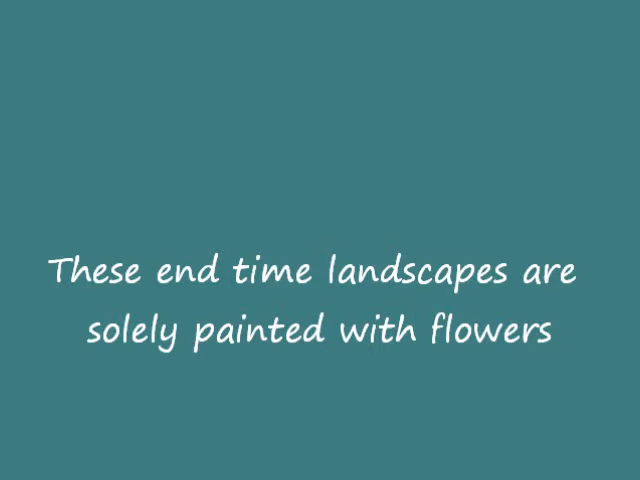 These end time landscapes are
solely painted with flowers